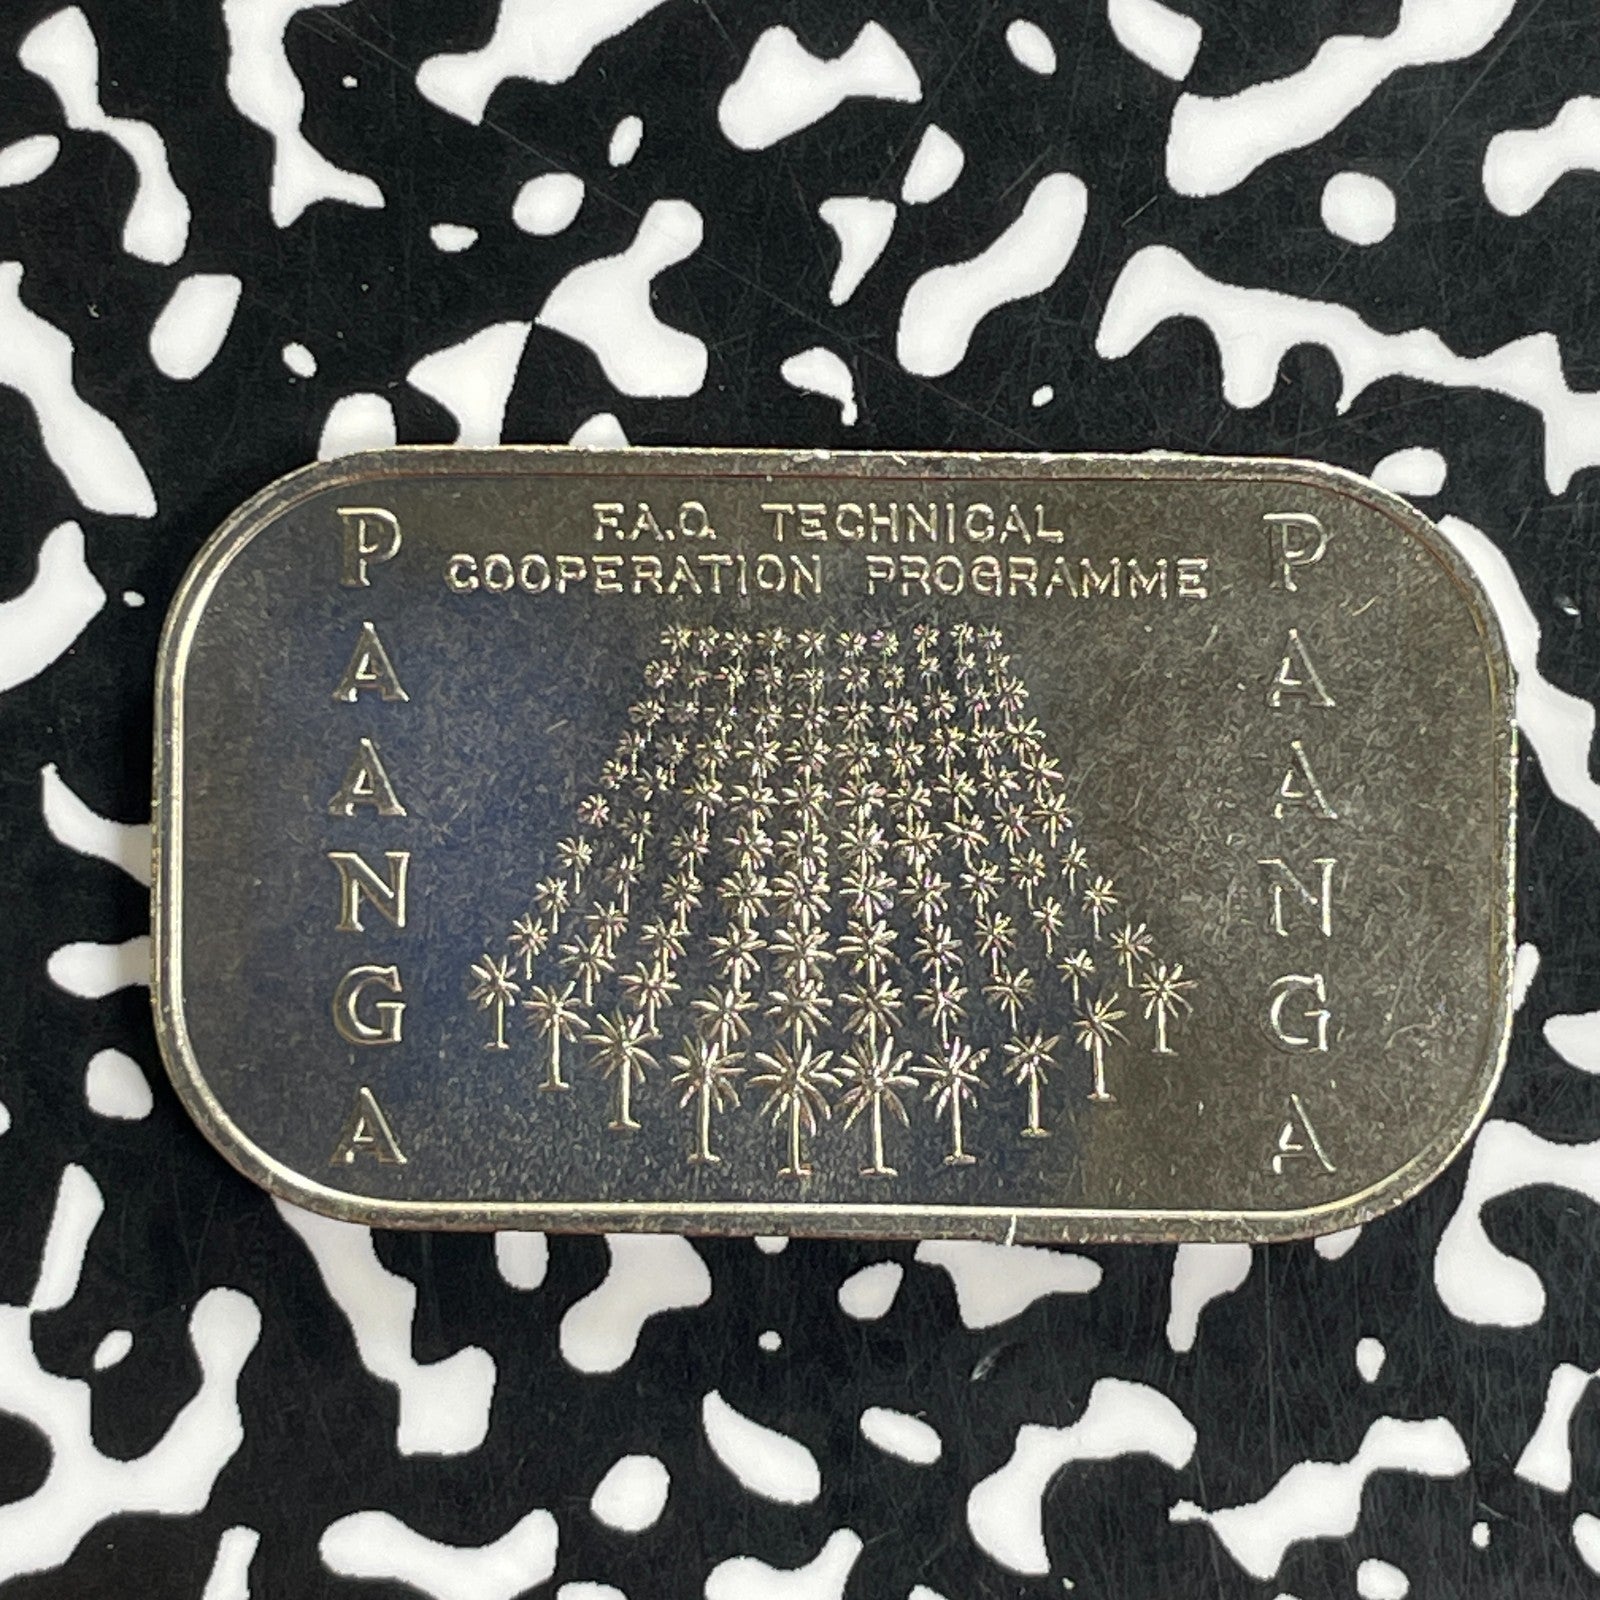 F.A.O. TECHNICAL
COOPERATION PROGRAMME
PAANGA
PAANGA